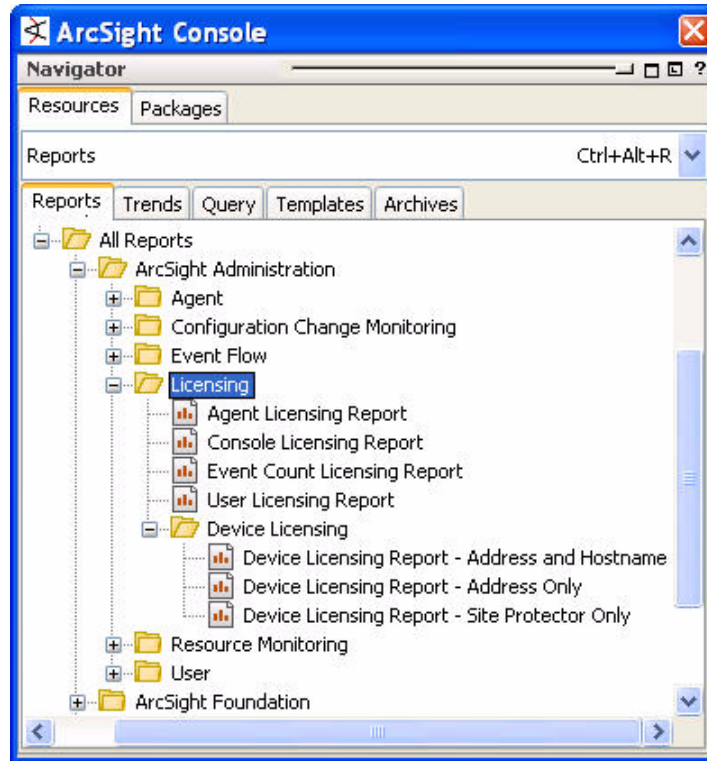 ArcSight Console
Navigator ?
Resources Packages
Reports Ctrl+Alt+R
Reports Trends Query Templates Archives
All Reports
ArcSight Administration
Agent
Configuration Change Monitoring
Event Flow
Licensing
Agent Licensing Report
Console Licensing Report
Event Count Licensing Report
User Licensing Report
Device Licensing
Device Licensing Report - Address and Hostname
Device Licensing Report - Address Only
Device Licensing Report - Site Protector Only
Resource Monitoring
User
ArcSight Foundation